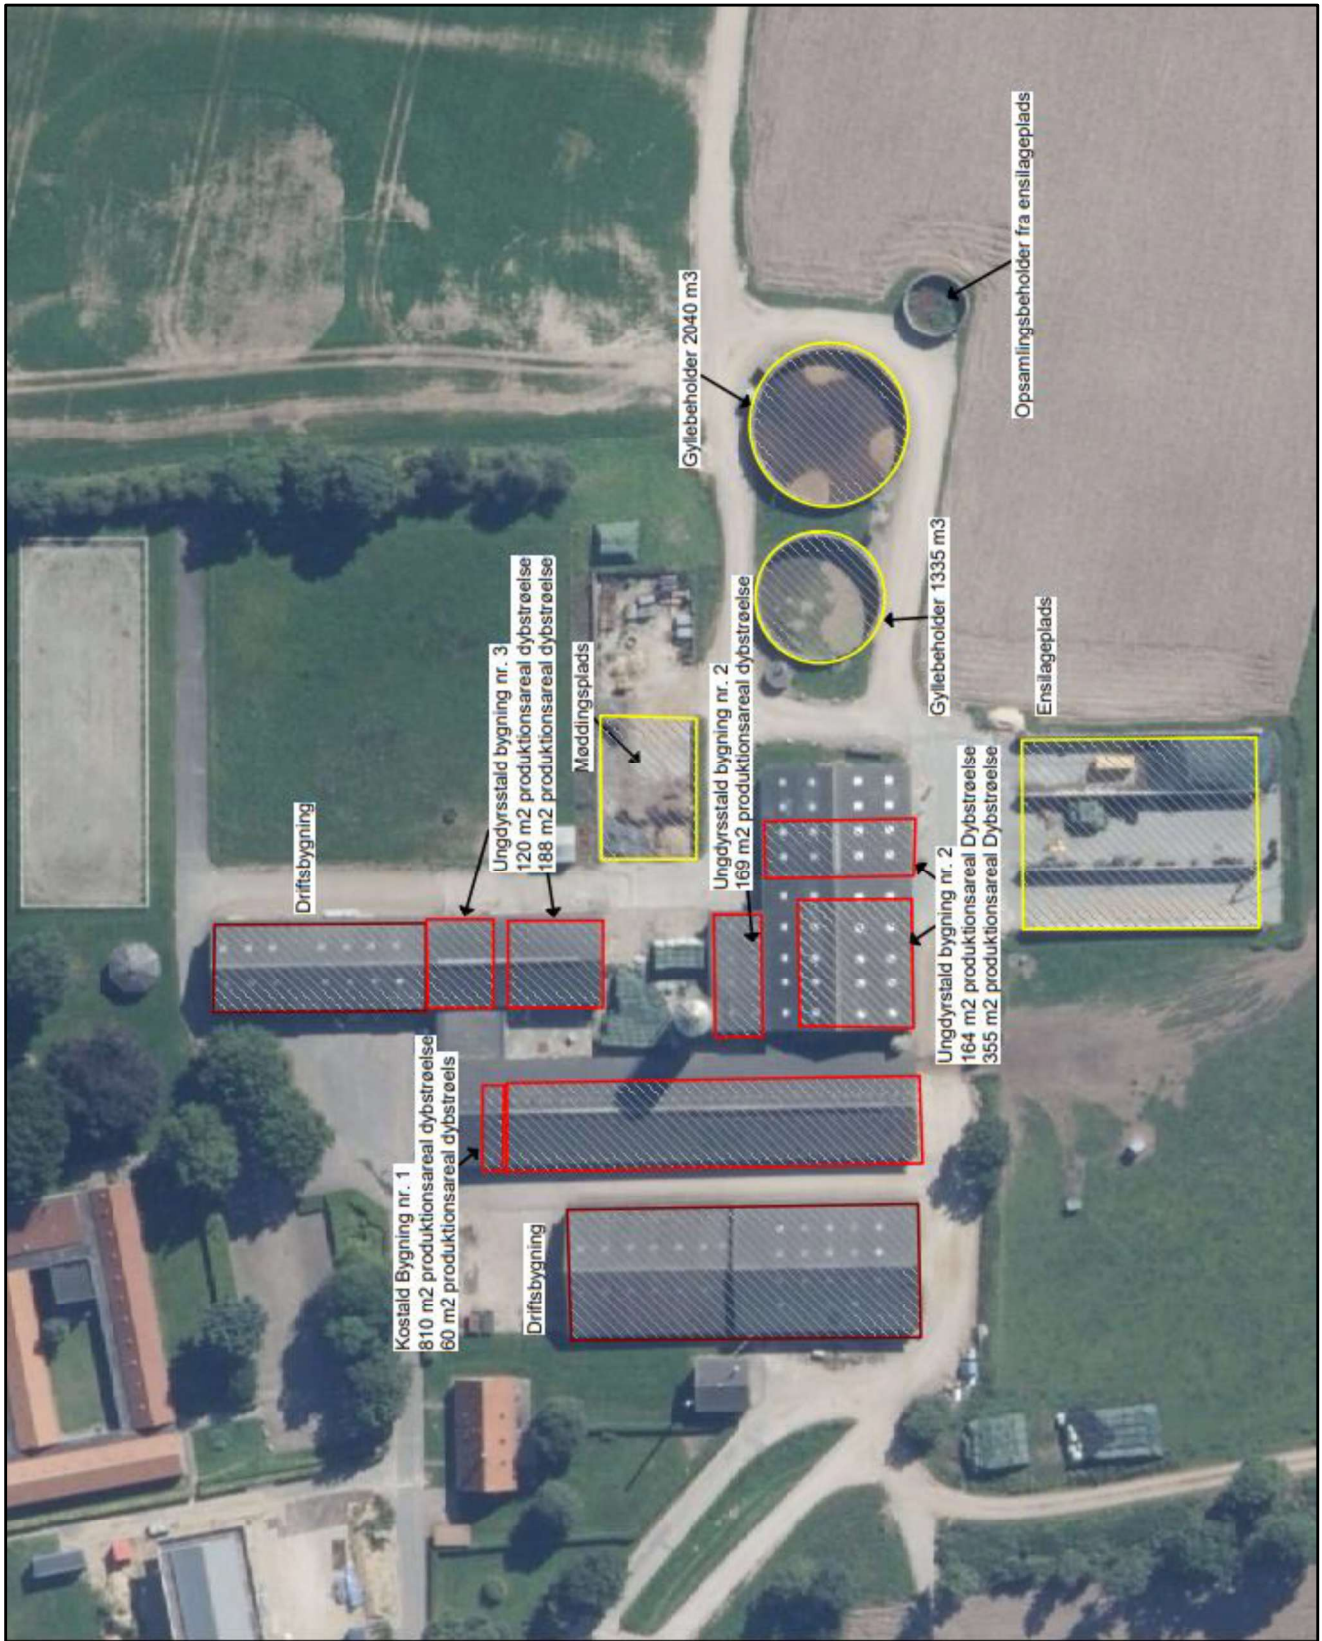 Kostald Bygning nr. 1
810 m2 produktionsareal dybstrøelse
60 m2 produktionsareal dybstrøels
Driftsbygning
Driftsbygning
Ungdyrsstald bygning nr. 3
120 m2 produktionsareal dybstrøelse
188 m2 produktionsareal dybstrøelse
Møddingsplads
Gyllebeholder 2040 m3
Ungdyrsstald bygning nr. 2
169 m2 produktionsareal dybstrøelse
Gyllebeholder 1335 m3
Ungdyrstald bygning nr. 2
164 m2 produktionsareal Dybstrøelse
355 m2 produktionsareal Dybstrøelse
Ensilageplads
Opsamlingsbeholder fra ensilageplads